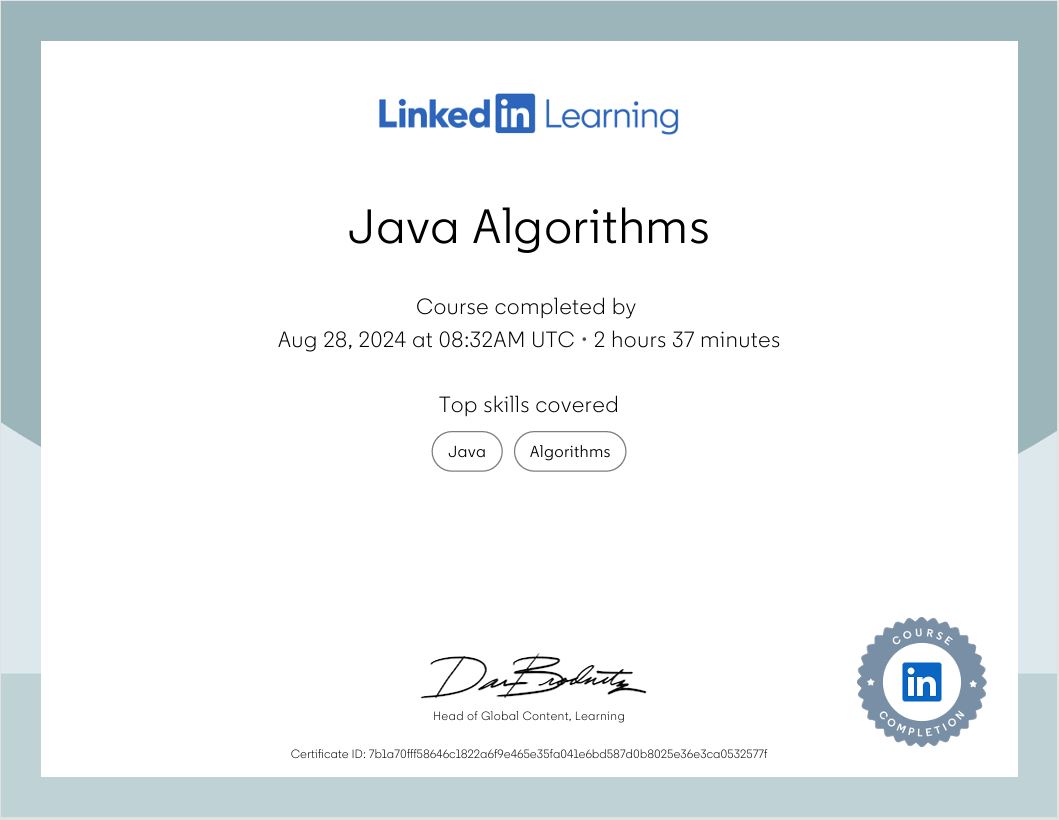 Linked in Learning
Java Algorithms
Course completed by
Aug 28, 2024 at 08:32AM UTC • 2 hours 37 minutes
Top skills covered
Java Algorithms
Dan Brodnitz
Head of Global Content, Learning
COURSE
in
COMPLETION
Certificate ID: 7b1a70fff58646c1822a6f9e465e35fa041e6bd587d0b8025e36e3ca0532577f